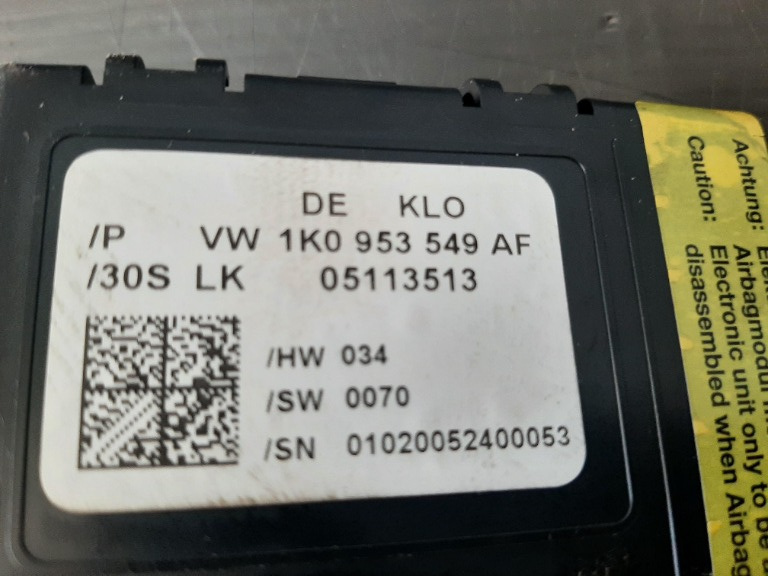 DE KLO
/P VW 1K0 953 549 AF
/30S LK 05113513
/HW 034
/SW 0070
/SN 01020052400053
Achtung:
Airbagmodul
Caution: Electronic unit only to be
disassembled when